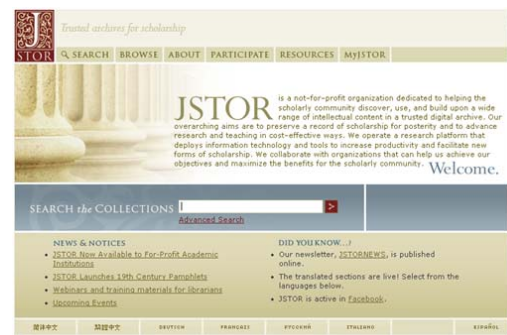 JSTOR
Trusted archives for scholarship
SEARCH BROWSE ABOUT PARTICIPATE RESOURCES MyJSTOR
JSTOR is a not-for-profit organization dedicated to helping the
scholarly community discover, use, and build upon a wide
range of intellectual content in a trusted digital archive. Our
overarching aims are to preserve a record of scholarship for posterity and to advance
research and teaching in cost-effective ways. We operate a research platform that
deploys information technology and tools to increase productivity and facilitate new
forms of scholarship. We collaborate with organizations that can help us achieve our
objectives and maximize the benefits for the scholarly community. Welcome.
SEARCH the COLLECTIONS
Advanced Search
NEWS & NOTICES
• JSTOR Now Available to For-Profit Academic
Institutions
• JSTOR Launches 19th Century Pamphlets
• Webinars and training materials for librarians
• Upcoming Events
DID YOU KNOW...?
• Our newsletter, JSTORNEWS, is published
online.
• The translated sections are live! Select from the
languages below.
• JSTOR is active in Facebook.
简体中文 繁體中文 DEUTSCH FRANÇAIS РУССКИЙ ITALIANO ESPAÑOL